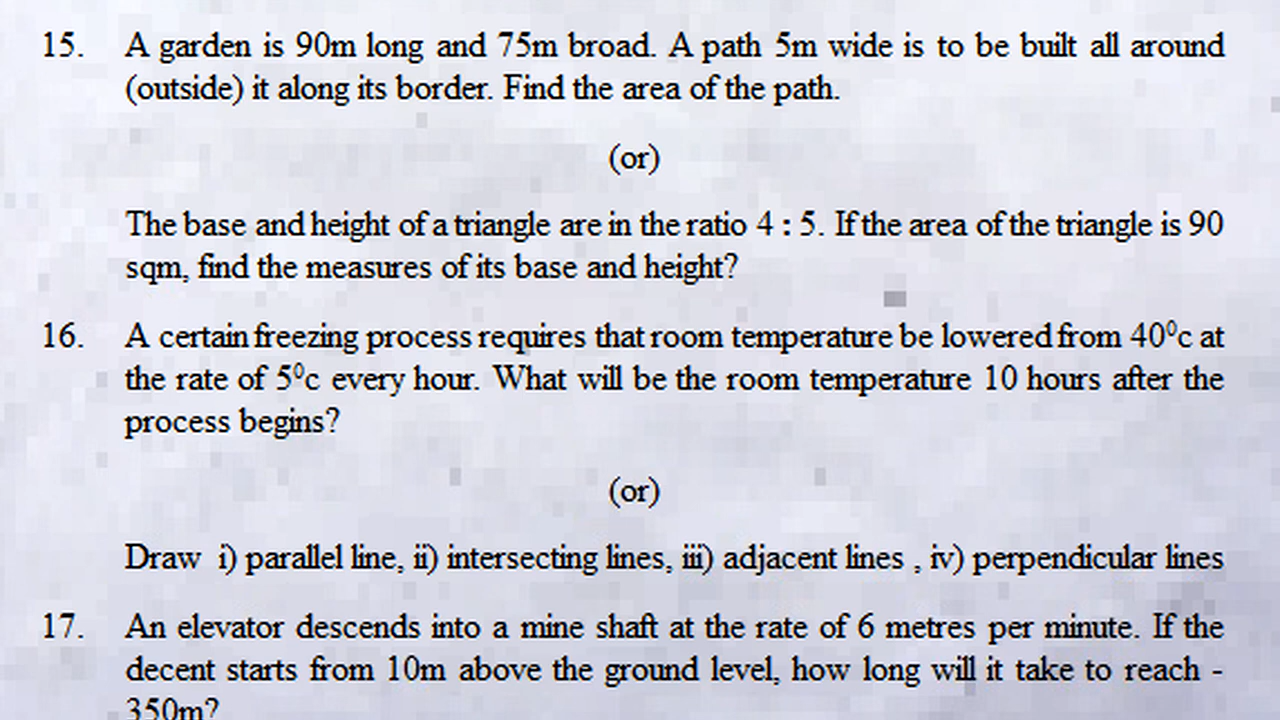 15. A garden is 90m long and 75m broad. A path 5m wide is to be built all around
(outside) it along its border. Find the area of the path.
(or)
The base and height of a triangle are in the ratio 4 : 5. If the area of the triangle is 90
sqm, find the measures of its base and height?
16. A certain freezing process requires that room temperature be lowered from 40⁰c at
the rate of 5⁰c every hour. What will be the room temperature 10 hours after the
process begins?
(or)
Draw i) parallel line, ii) intersecting lines, iii) adjacent lines , iv) perpendicular lines
17. An elevator descends into a mine shaft at the rate of 6 metres per minute. If the
decent starts from 10m above the ground level, how long will it take to reach -
350m?